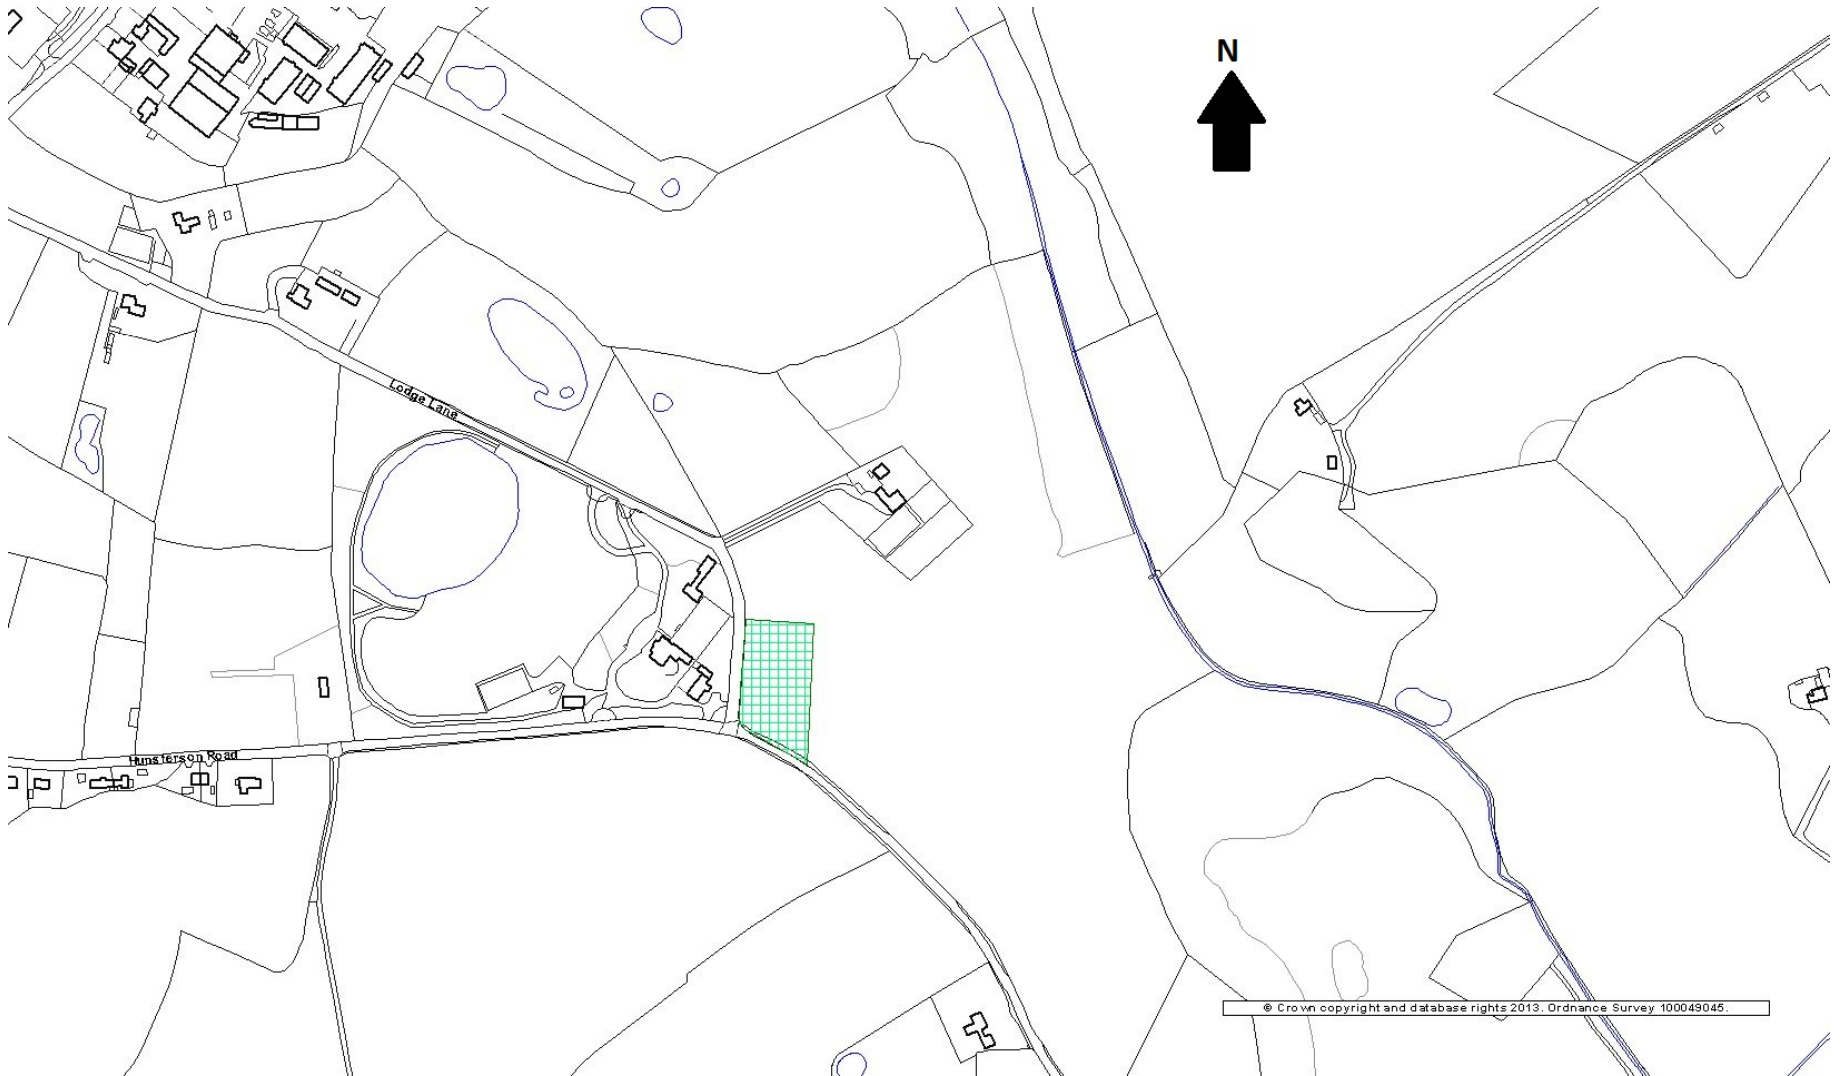 N
Lodge Lane
Hunsterson Road
© Crown copyright and database rights 2013. Ordnance Survey 100049045.